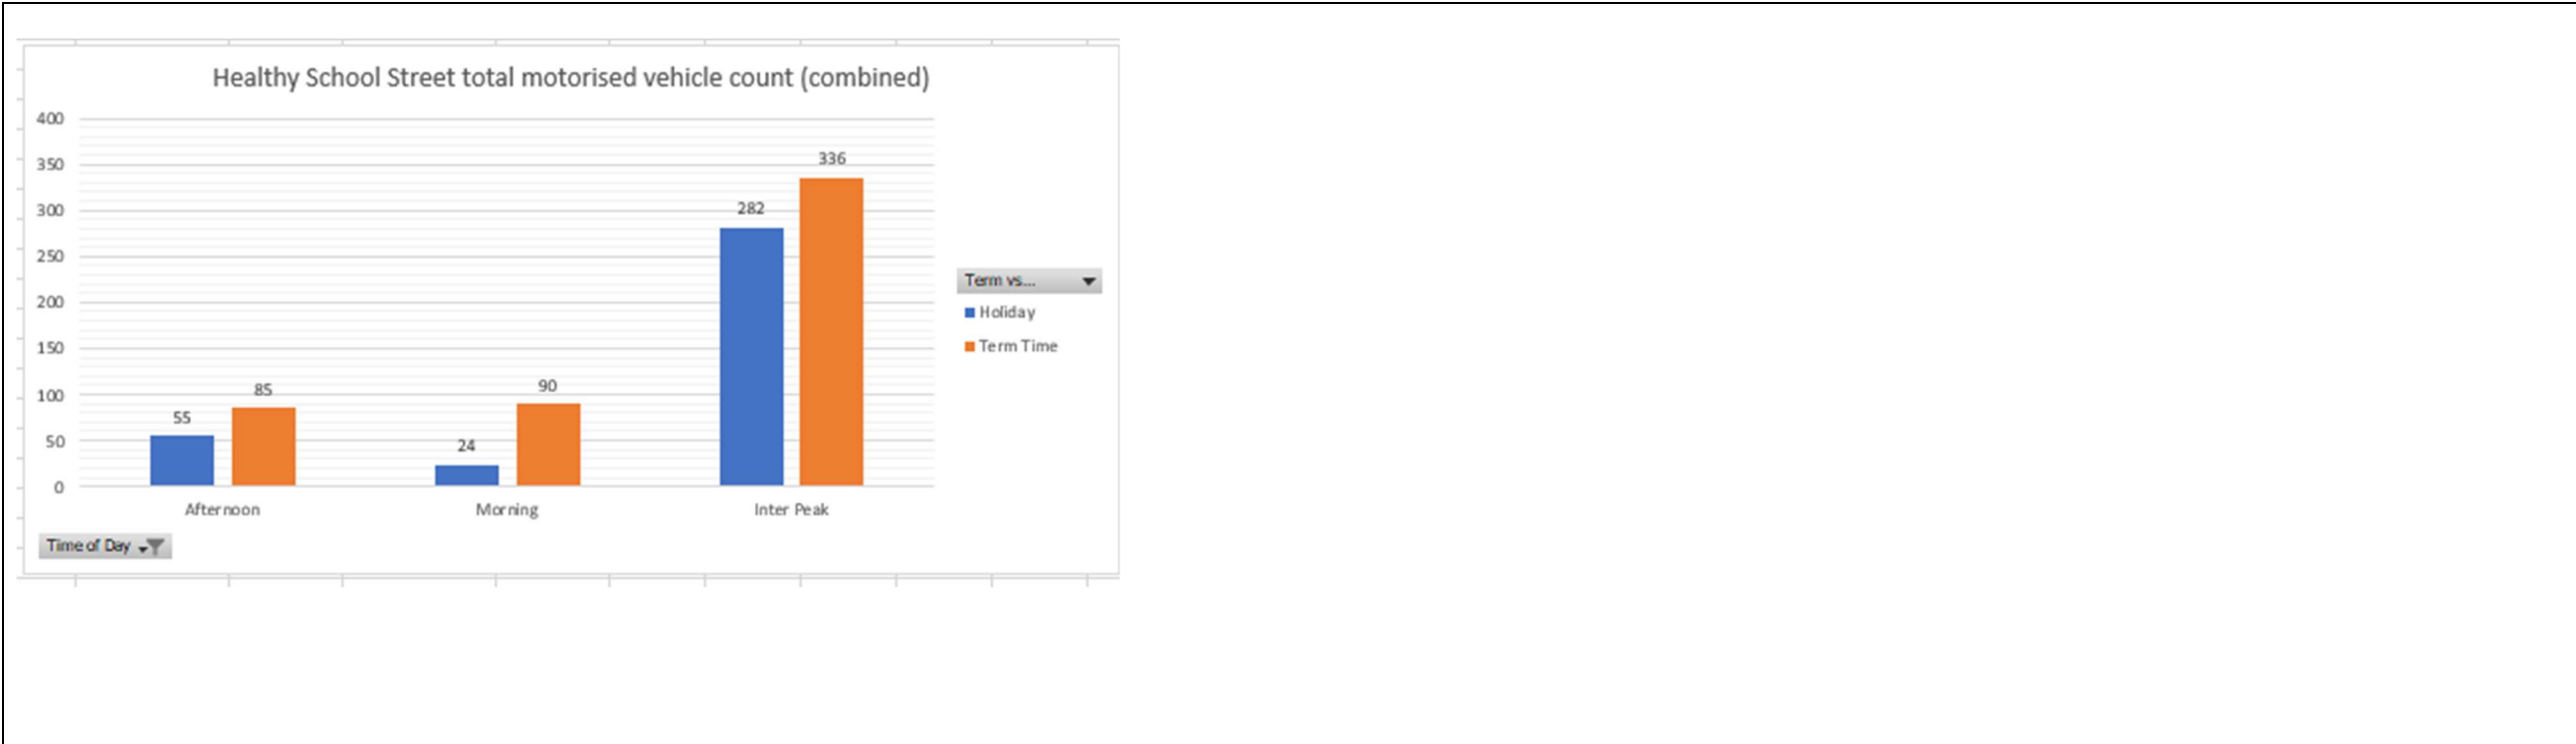 Healthy School Street total motorised vehicle count (combined)
400
350
336
300
282
250
Term vs...
Holiday
200
Term Time
150
100
90
85
55
50
24
0
Afternoon
Morning
Inter Peak
Time of Day